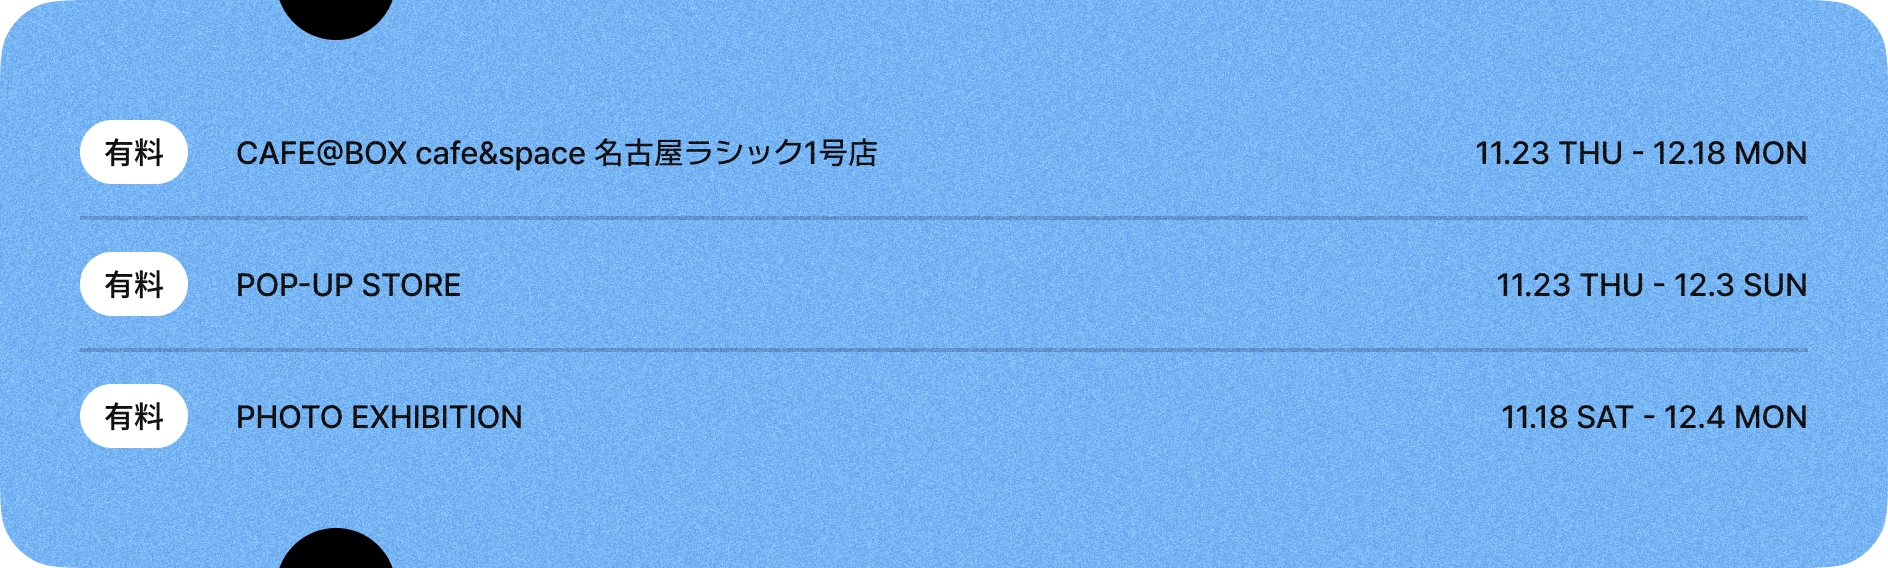 有料 CAFE@BOX cafe&space 名古屋ラシック1号店 11.23 THU - 12.18 MON
有料 POP-UP STORE 11.23 THU - 12.3 SUN
有料 PHOTO EXHIBITION 11.18 SAT - 12.4 MON